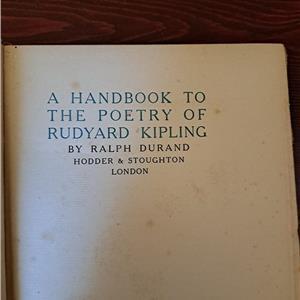 A HANDBOOK TO
THE POETRY OF
RUDYARD KIPLING
BY RALPH DURAND
HODDER & STOUGHTON
LONDON